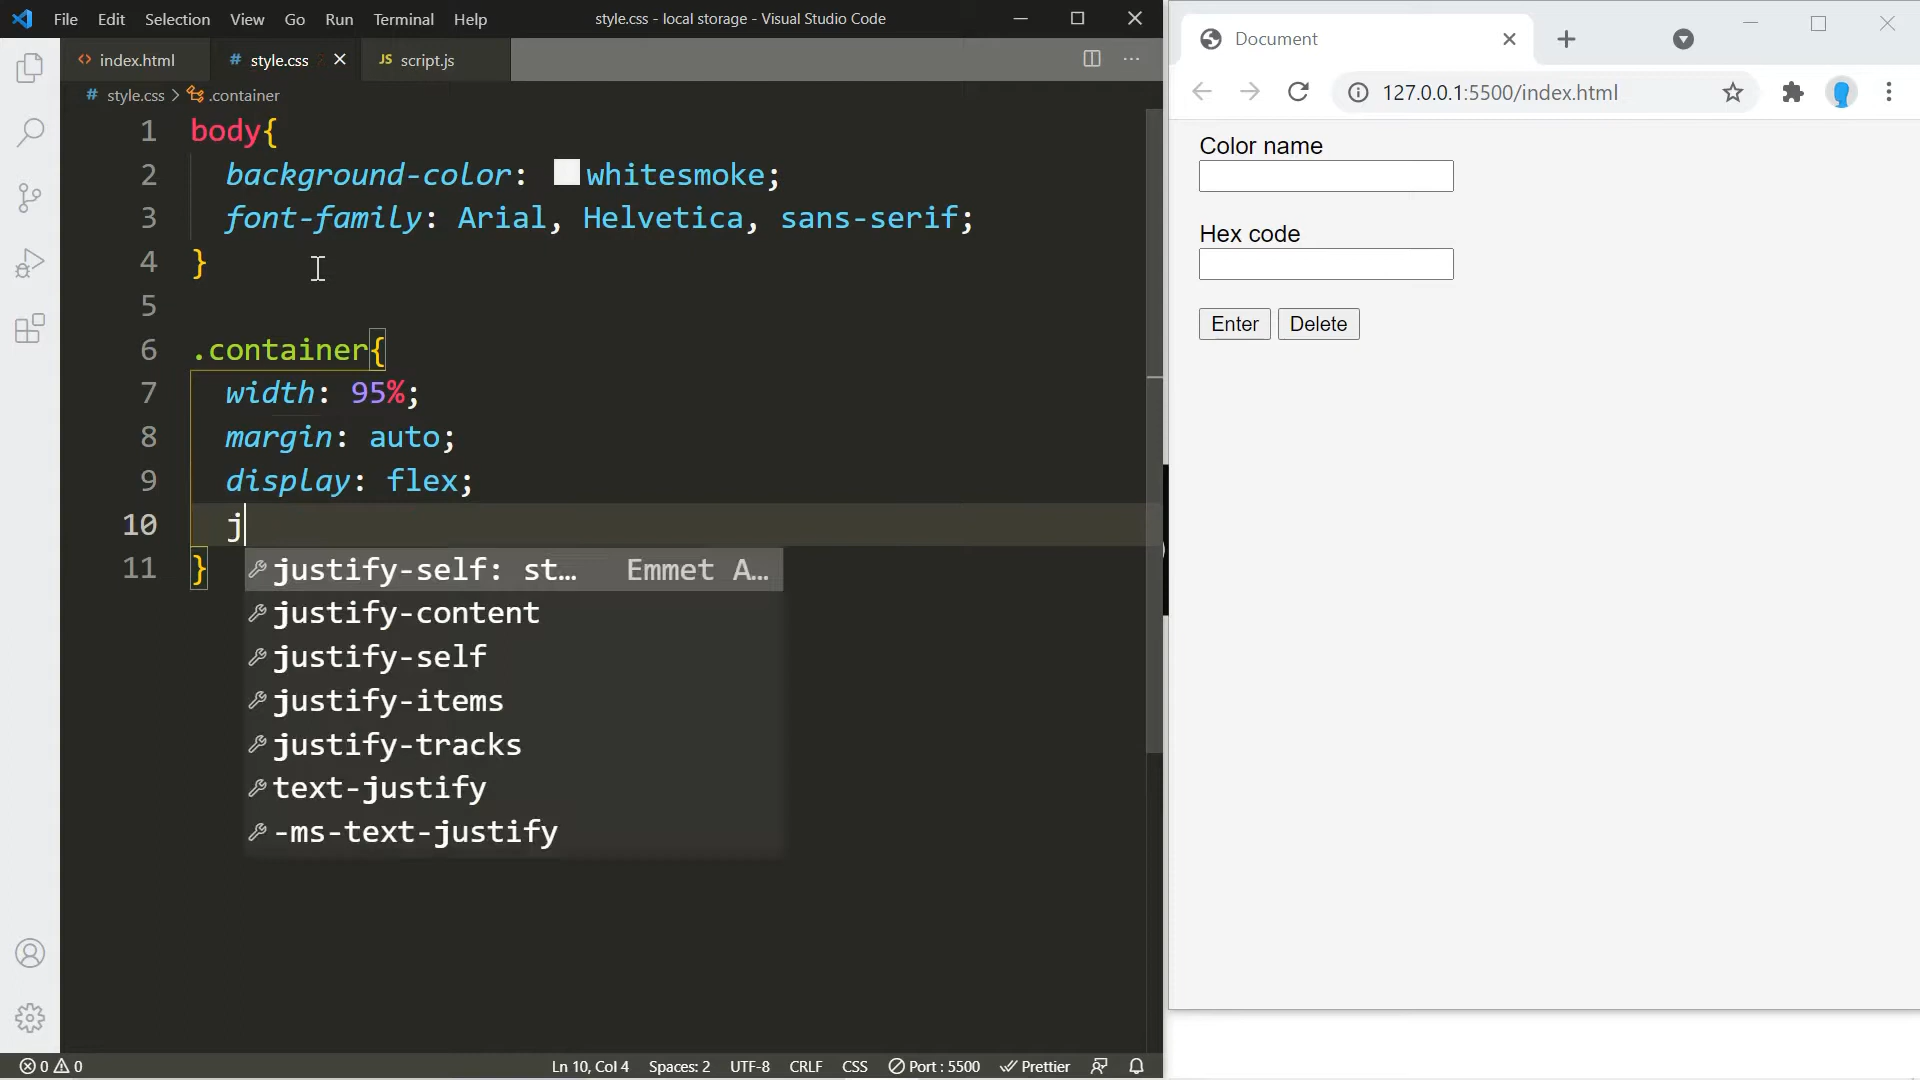 File Edit Selection View Go Run Terminal Help
style.css - local storage - Visual Studio Code
index.html
style.css
JS script.js
# style.css > .container
1 body{
2 background-color: whitesmoke;
3 font-family: Arial, Helvetica, sans-serif;
4 }
5
6 .container{
7 width: 95%;
8 margin: auto;
9 display: flex;
10 j
11 }
justify-self: st… Emmet A…
justify-content
justify-self
justify-items
justify-tracks
text-justify
-ms-text-justify
0 0
Ln 10, Col 4 Spaces: 2 UTF-8 CRLF CSS Port : 5500 Prettier
Document
127.0.0.1:5500/index.html
Color name
Hex code
Enter Delete